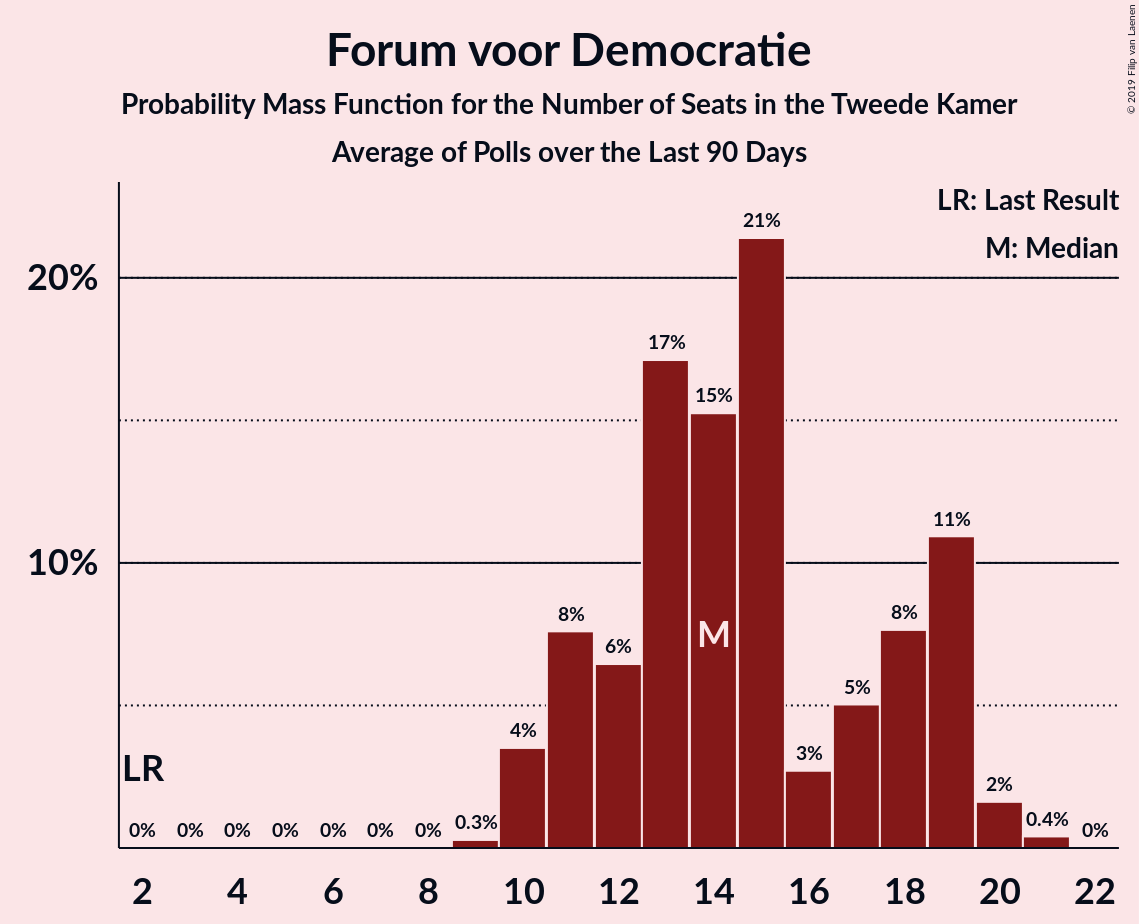 Forum voor Democratie
Probability Mass Function for the Number of Seats in the Tweede Kamer
Average of Polls over the Last 90 Days
© 2019 Filip van Laenen
LR: Last Result
M: Median
21%
20%
17%
15%
11%
10%
8%
8%
6%
M
5%
4%
3%
LR
2%
0% 0% 0% 0% 0% 0% 0% 0.3% 0.4% 0%
2 4 6 8 10 12 14 16 18 20 22